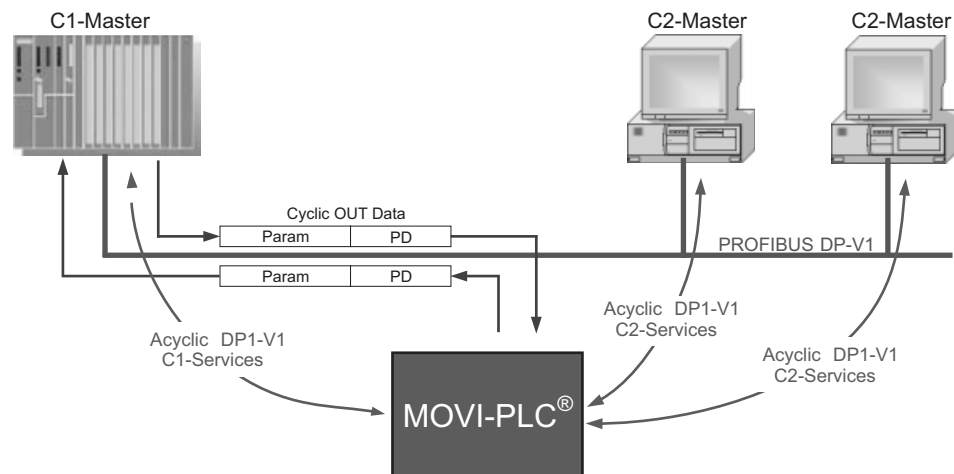 C1-Master
C2-Master
C2-Master
Cyclic OUT Data
Param
PD
PROFIBUS DP-V1
Param
PD
Acyclic DP1-V1
C1-Services
Acyclic DP1-V1
C2-Services
Acyclic DP1-V1
C2-Services
MOVI-PLC®